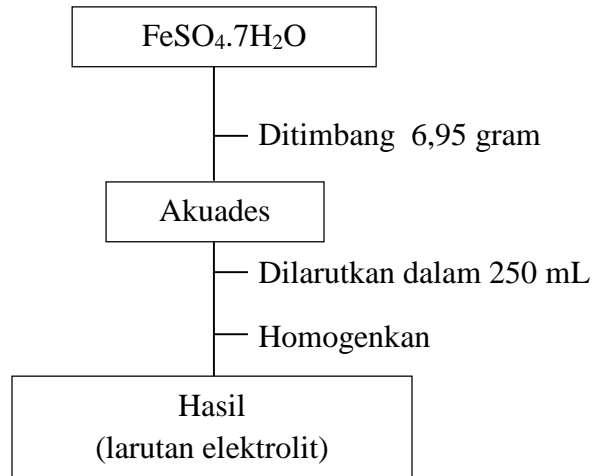 FeSO₄.7H₂O
Ditimbang  6,95 gram
Akuades
Dilarutkan dalam 250 mL
Homogenkan
Hasil
(larutan elektrolit)